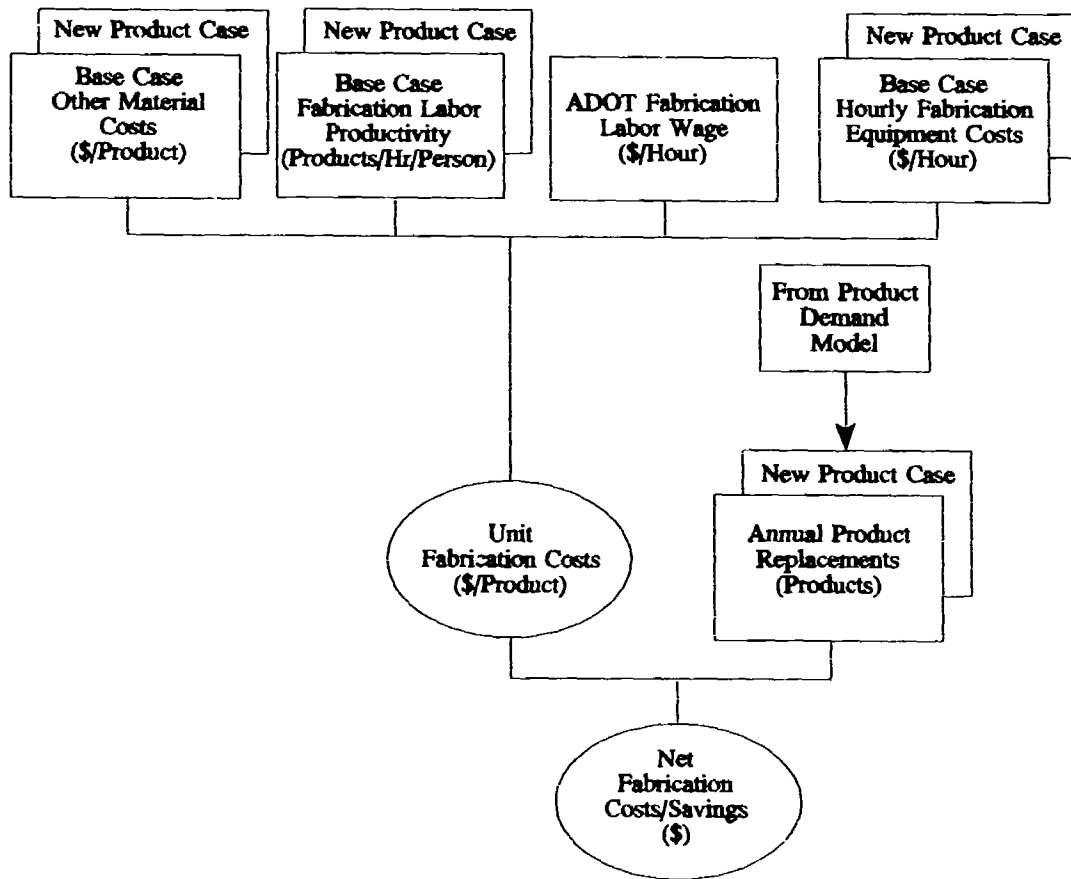 New Product Case
Base Case
Other Material
Costs
($/Product)
New Product Case
Base Case
Fabrication Labor
Productivity
(Products/Hr/Person)
ADOT Fabrication
Labor Wage
($/Hour)
New Product Case
Base Case
Hourly Fabrication
Equipment Costs
($/Hour)
From Product
Demand
Model
New Product Case
Annual Product
Replacements
(Products)
Unit
Fabrication Costs
($/Product)
Net
Fabrication
Costs/Savings
($)